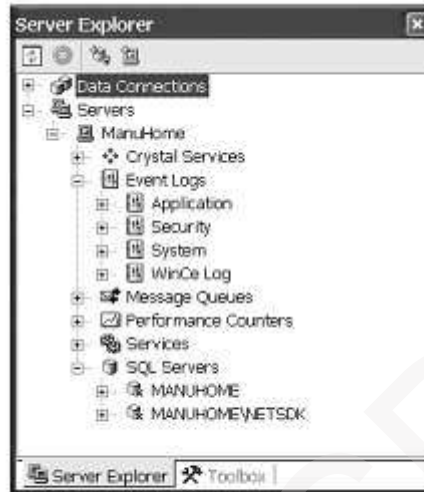 Server Explorer
Data Connections
Servers
ManuHome
Crystal Services
Event Logs
Application
Security
System
WinCe Log
Message Queues
Performance Counters
Services
SQL Servers
MANUHOME
MANUHOME\NETSDK
Server Explorer
Toolbox